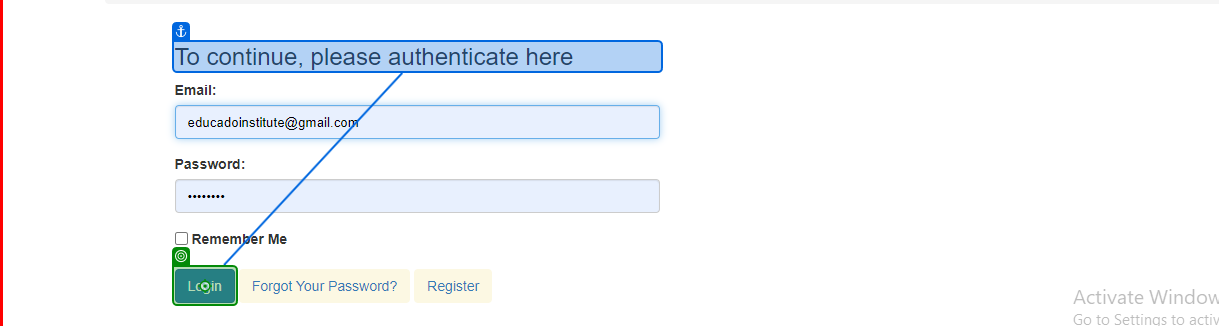 To continue, please authenticate here
Email:
educadoinstitute@gmail.com
Password:
••••••••
Remember Me
Login Forgot Your Password? Register
Activate Window
Go to Settings to activ